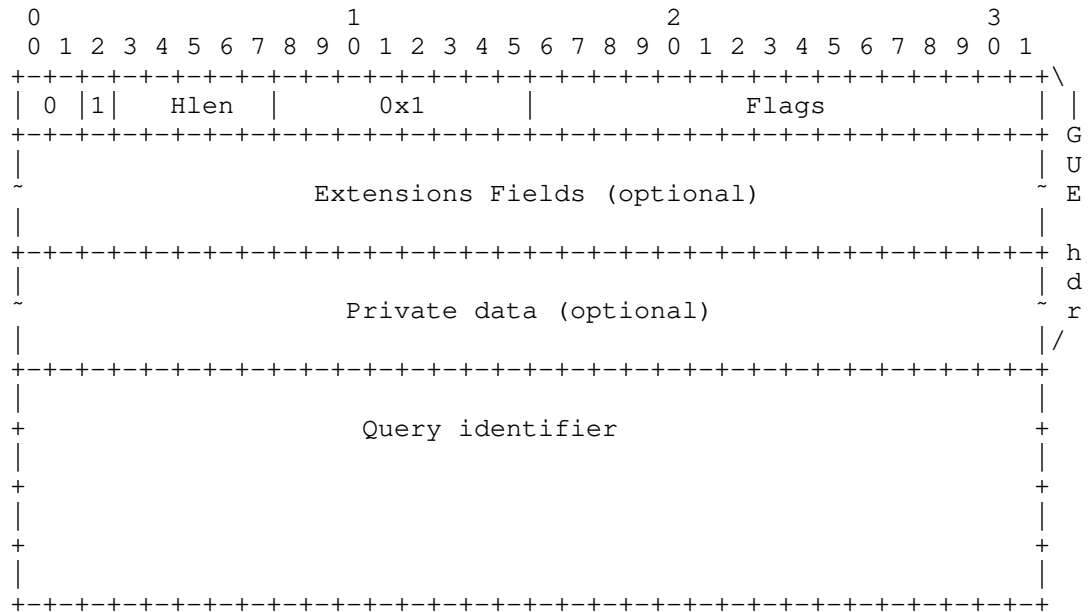 0                   1                   2                   3
 0 1 2 3 4 5 6 7 8 9 0 1 2 3 4 5 6 7 8 9 0 1 2 3 4 5 6 7 8 9 0 1
+-+-+-+-+-+-+-+-+-+-+-+-+-+-+-+-+-+-+-+-+-+-+-+-+-+-+-+-+-+-+-+-+\
| 0 |1|   Hlen  |      0x1      |             Flags             | |
+-+-+-+-+-+-+-+-+-+-+-+-+-+-+-+-+-+-+-+-+-+-+-+-+-+-+-+-+-+-+-+-+ G
|                                                               | U
~                  Extensions Fields (optional)                 ~ E
|                                                               |
+-+-+-+-+-+-+-+-+-+-+-+-+-+-+-+-+-+-+-+-+-+-+-+-+-+-+-+-+-+-+-+-+ h
|                                                               | d
~                    Private data (optional)                    ~ r
|                                                               |/
+-+-+-+-+-+-+-+-+-+-+-+-+-+-+-+-+-+-+-+-+-+-+-+-+-+-+-+-+-+-+-+-+
|                                                               |
+                     Query identifier                          +
|                                                               |
+                                                               +
|                                                               |
+                                                               +
|                                                               |
+-+-+-+-+-+-+-+-+-+-+-+-+-+-+-+-+-+-+-+-+-+-+-+-+-+-+-+-+-+-+-+-+